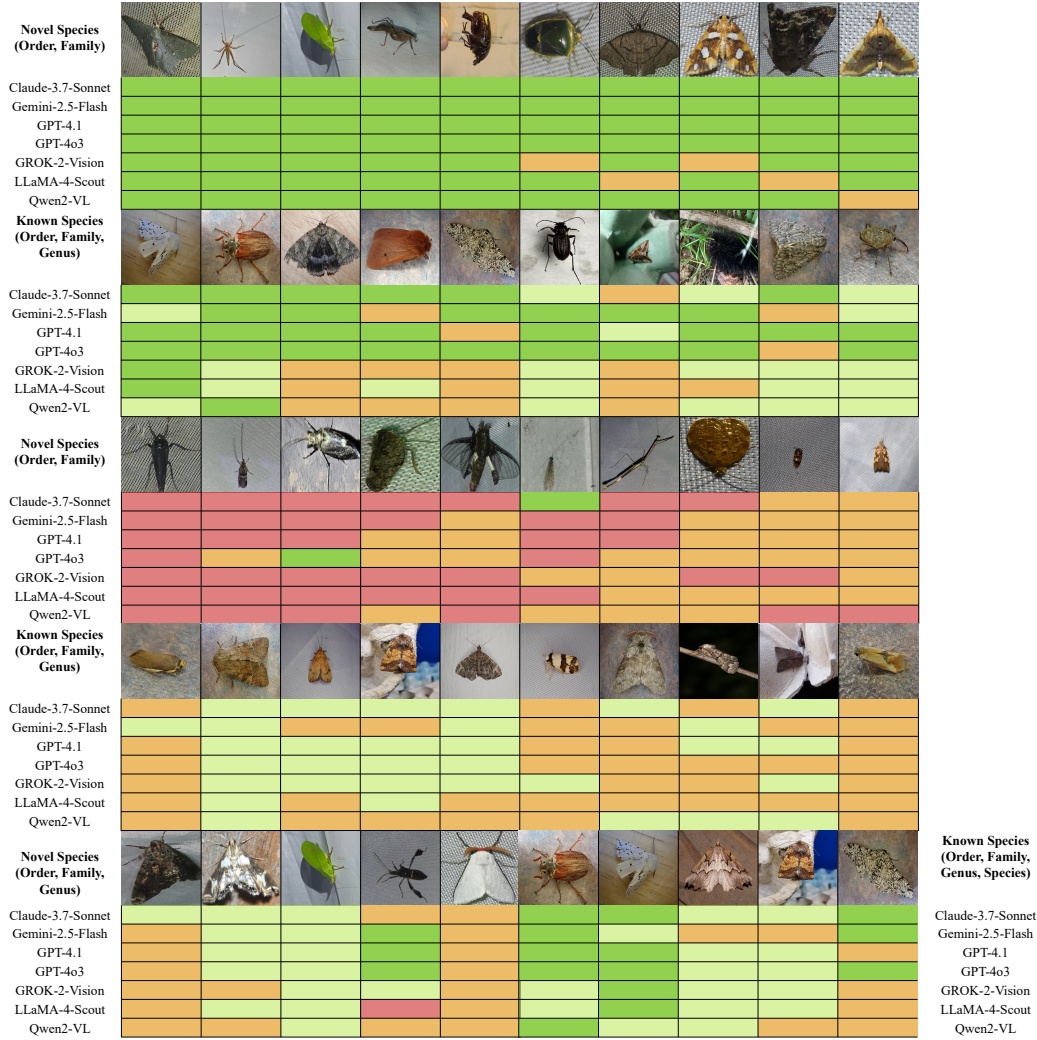 Novel Species
(Order, Family)
Claude-3.7-Sonnet
Gemini-2.5-Flash
GPT-4.1
GPT-4o3
GROK-2-Vision
LLaMA-4-Scout
Qwen2-VL
Known Species
(Order, Family,
Genus)
Claude-3.7-Sonnet
Gemini-2.5-Flash
GPT-4.1
GPT-4o3
GROK-2-Vision
LLaMA-4-Scout
Qwen2-VL
Novel Species
(Order, Family)
Claude-3.7-Sonnet
Gemini-2.5-Flash
GPT-4.1
GPT-4o3
GROK-2-Vision
LLaMA-4-Scout
Qwen2-VL
Known Species
(Order, Family,
Genus)
Claude-3.7-Sonnet
Gemini-2.5-Flash
GPT-4.1
GPT-4o3
GROK-2-Vision
LLaMA-4-Scout
Qwen2-VL
Novel Species
(Order, Family,
Genus)
Claude-3.7-Sonnet
Gemini-2.5-Flash
GPT-4.1
GPT-4o3
GROK-2-Vision
LLaMA-4-Scout
Qwen2-VL
Known Species
(Order, Family,
Genus, Species)
Claude-3.7-Sonnet
Gemini-2.5-Flash
GPT-4.1
GPT-4o3
GROK-2-Vision
LLaMA-4-Scout
Qwen2-VL